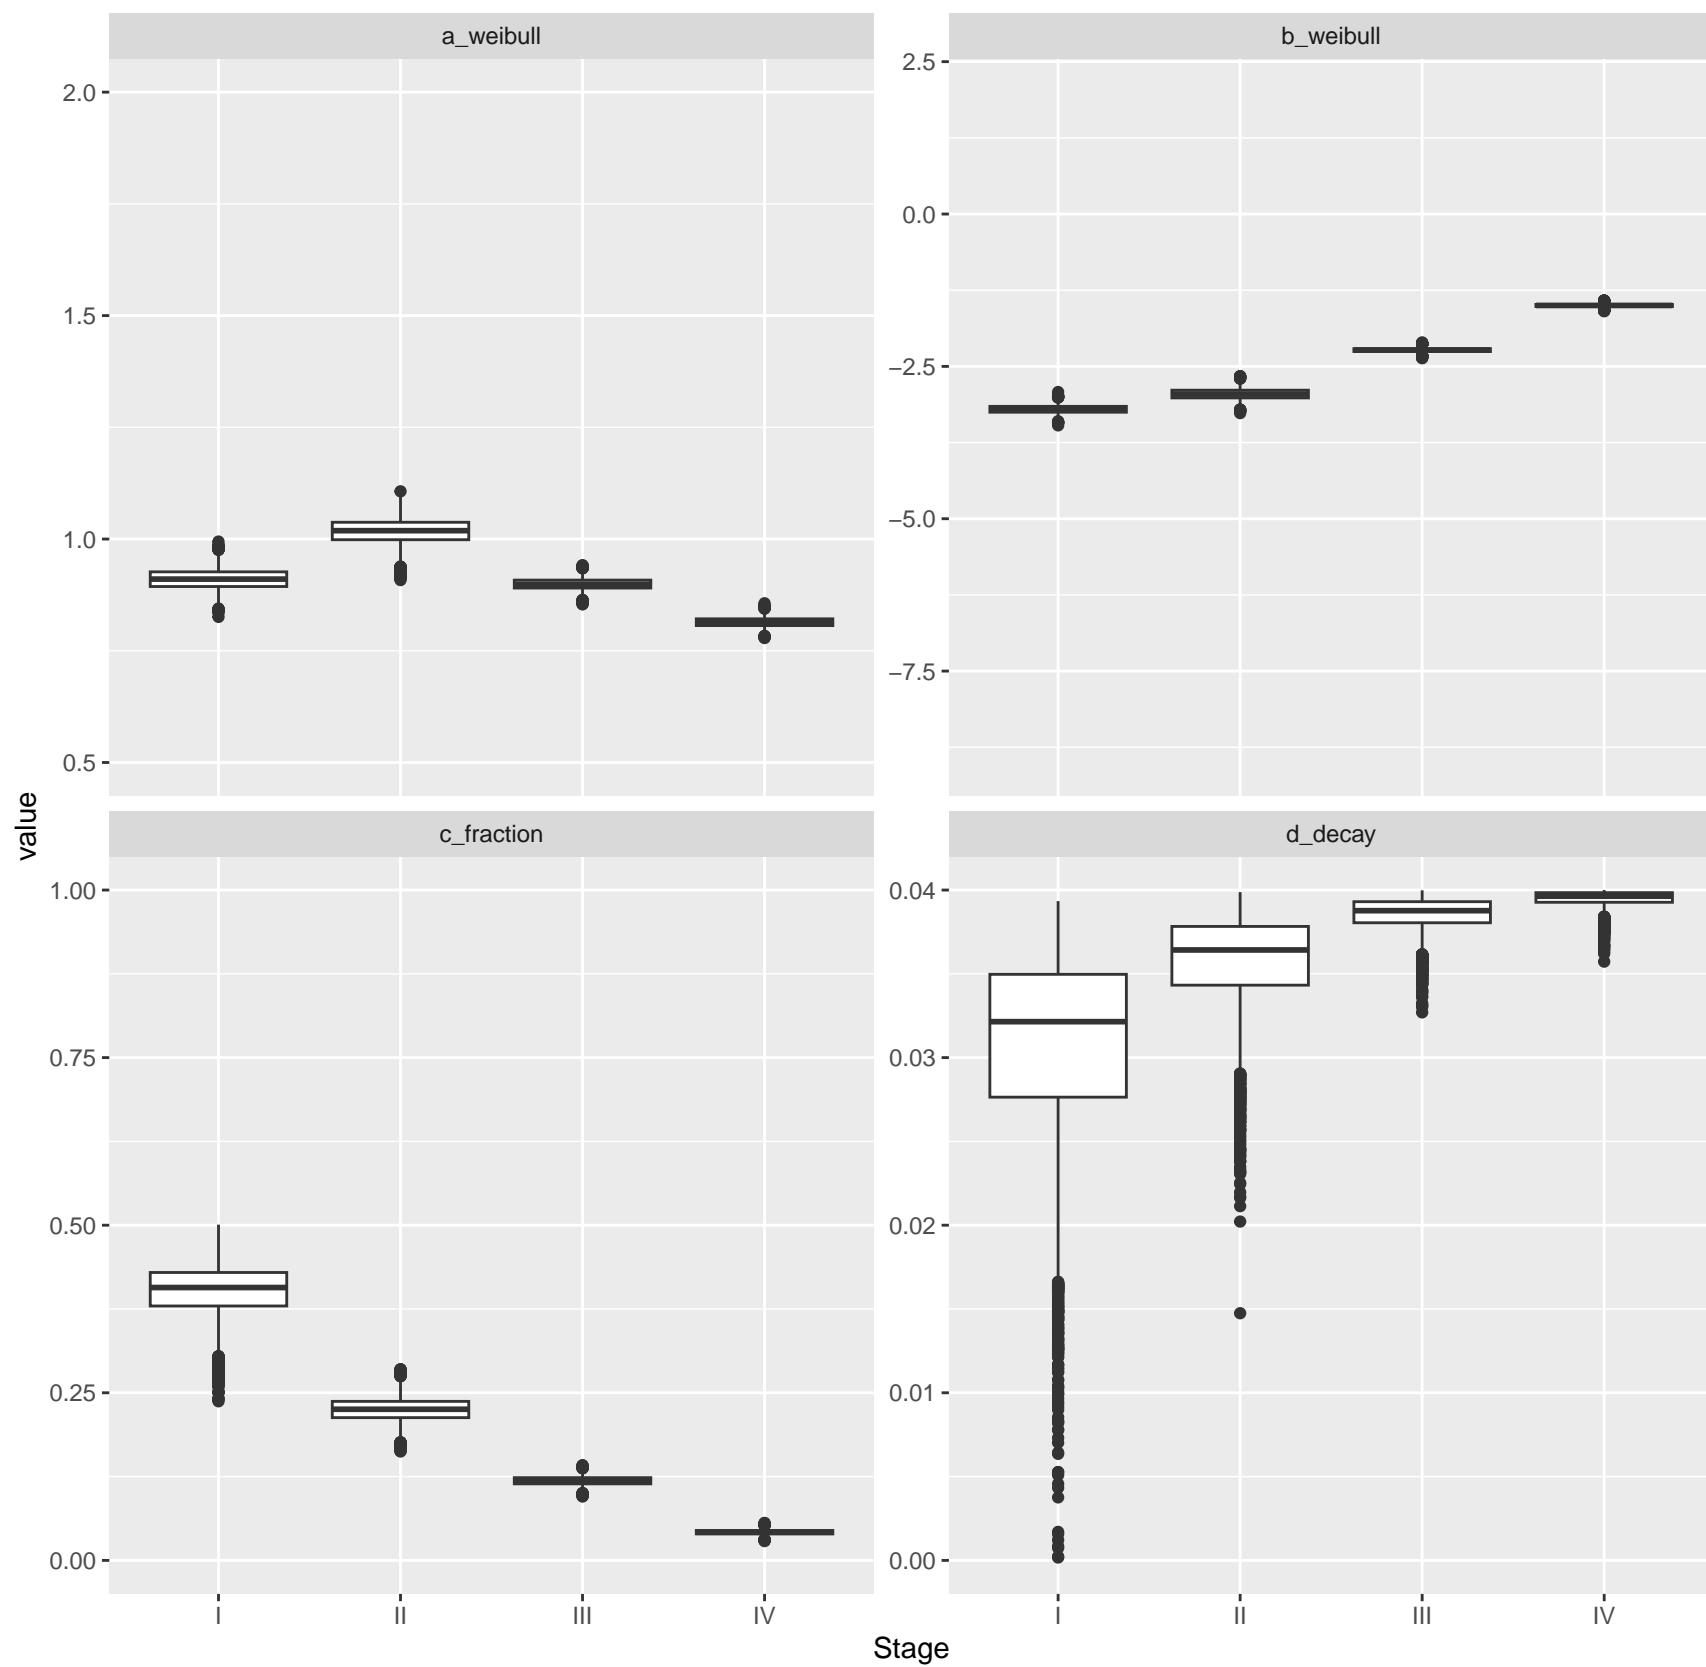 a_weibull
b_weibull
2.0
1.5
1.0
0.5
2.5
0.0
−2.5
−5.0
−7.5
value
c_fraction
d_decay
1.00
0.75
0.50
0.25
0.00
0.04
0.03
0.02
0.01
0.00
I
II
III
IV
I
II
III
IV
Stage